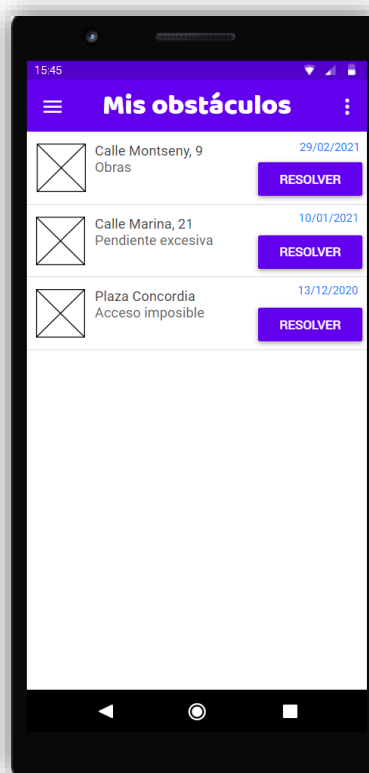 15:45
Mis obstáculos
Calle Montseny, 9
29/02/2021
Obras
RESOLVER
Calle Marina, 21
10/01/2021
Pendiente excesiva
RESOLVER
Plaza Concordia
13/12/2020
Acceso imposible
RESOLVER